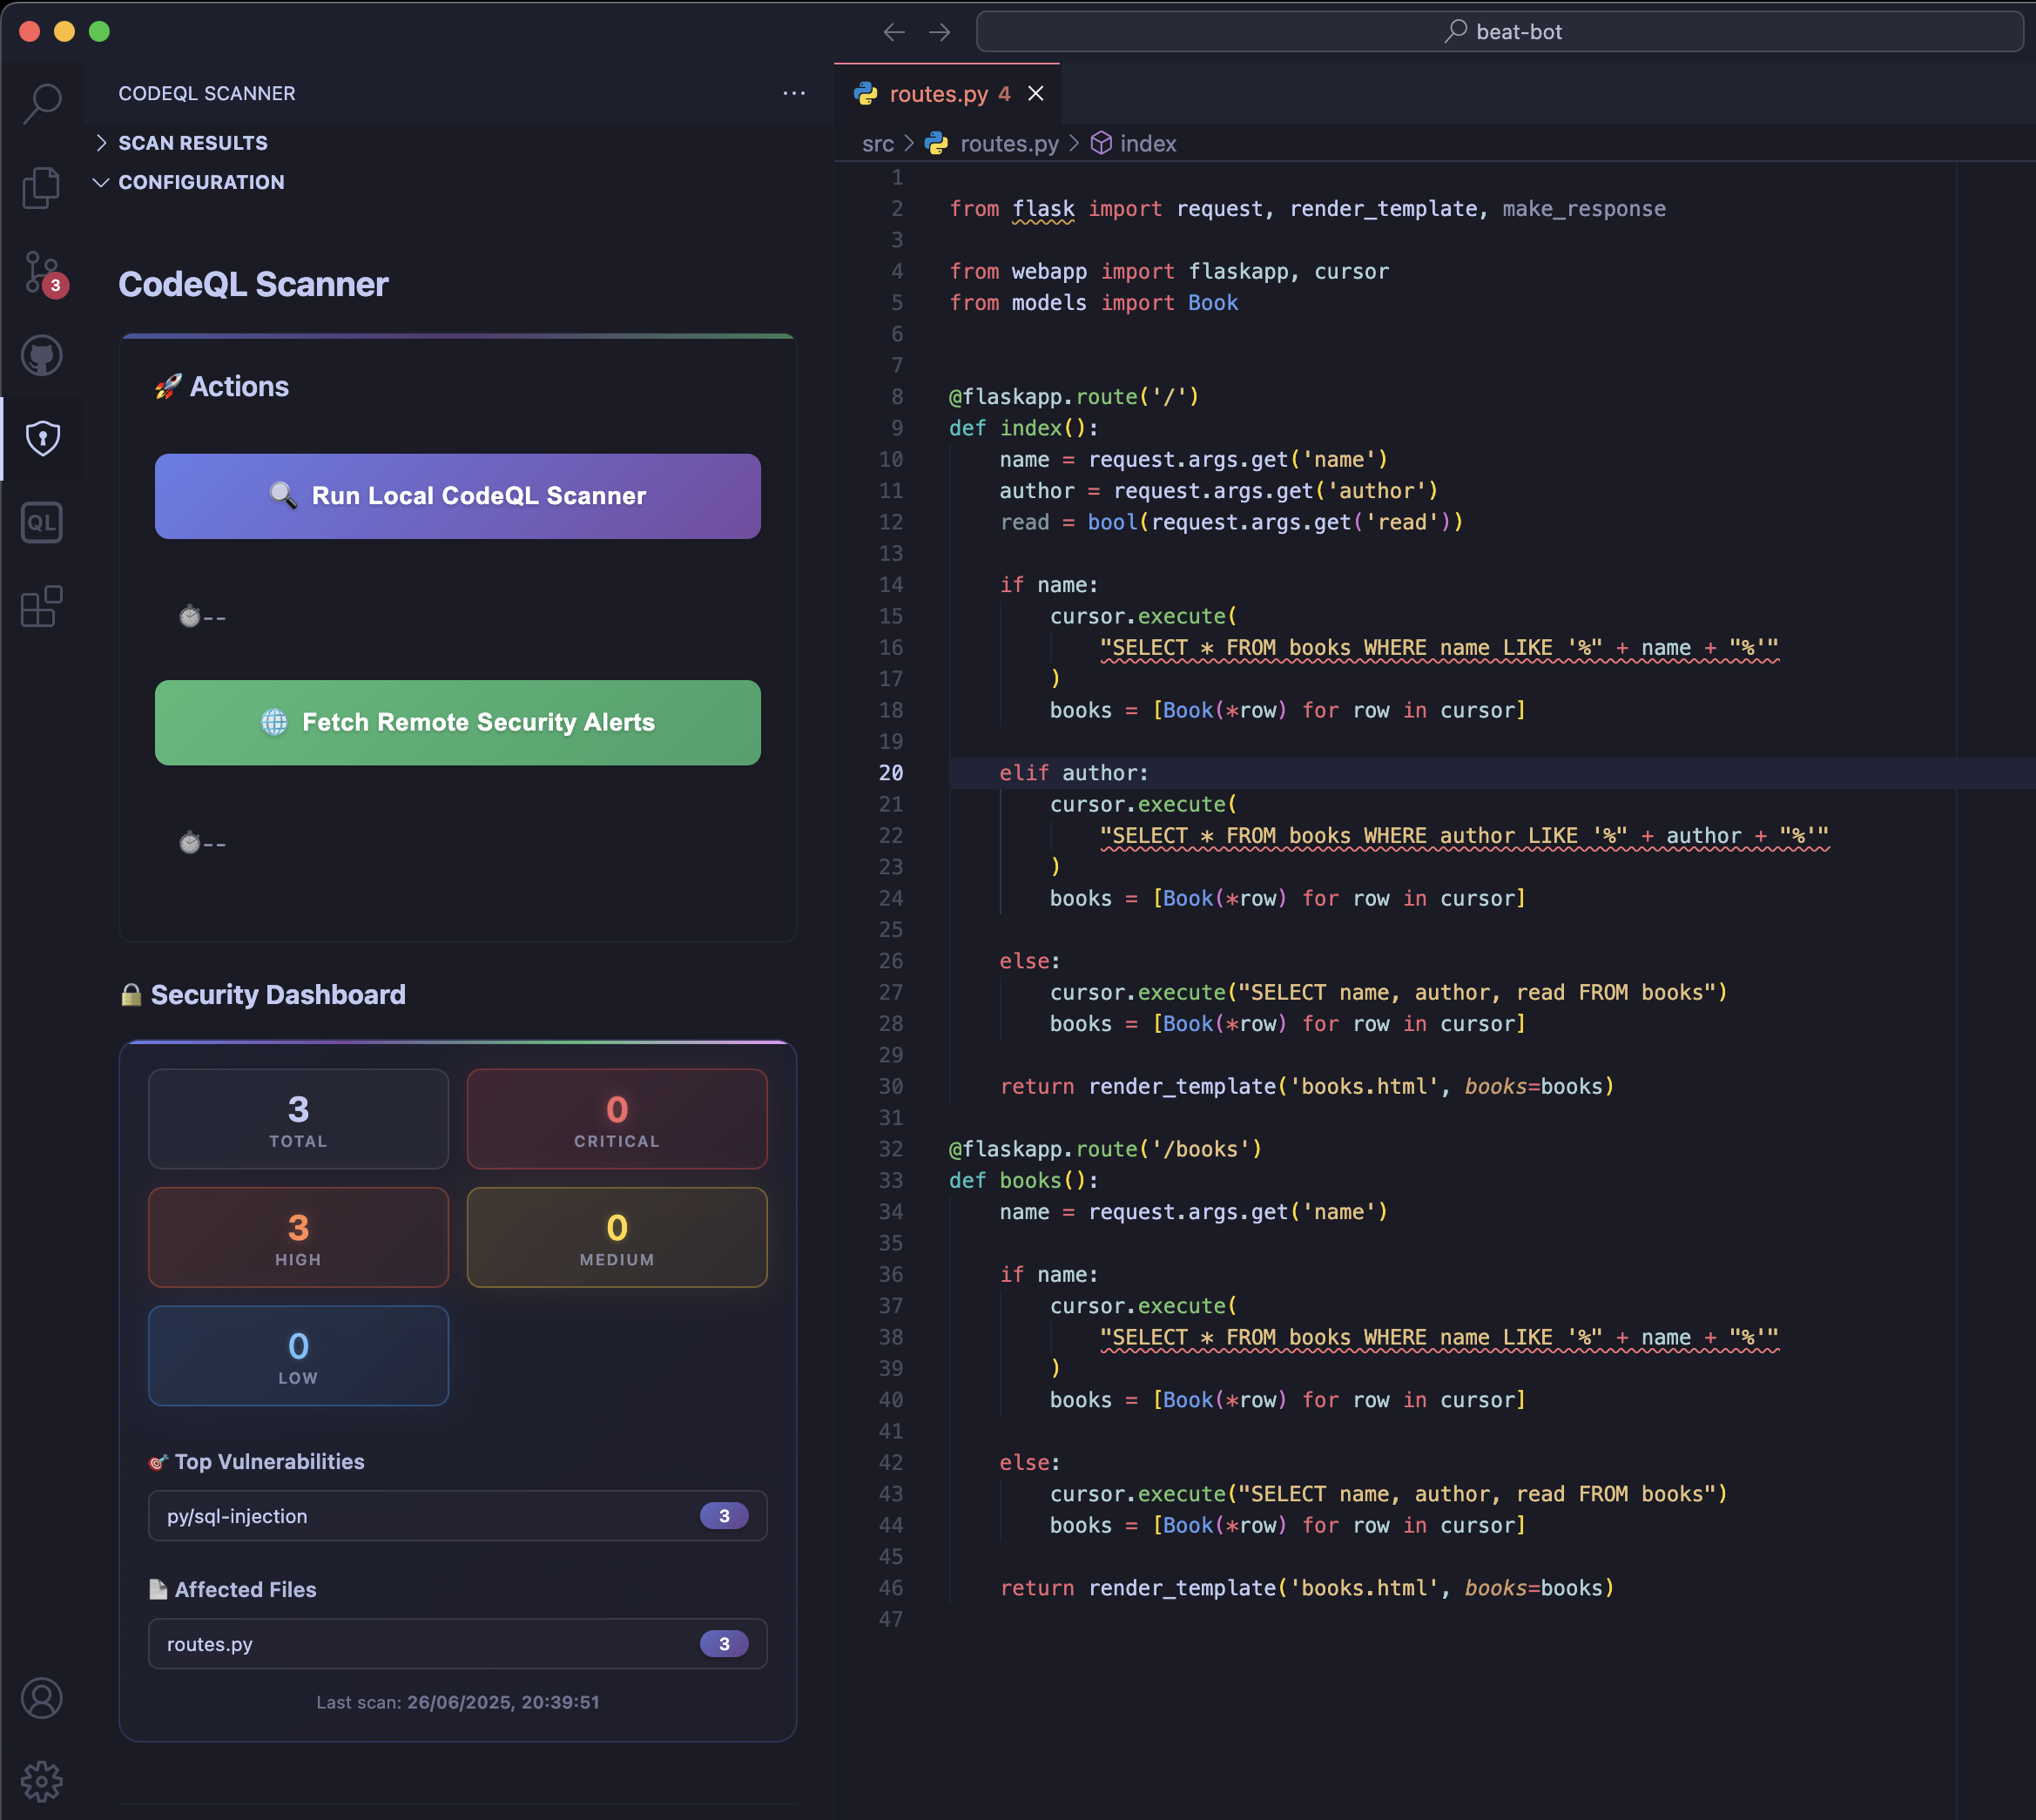 beat-bot
CODEQL SCANNER
SCAN RESULTS
CONFIGURATION
3
QL
CodeQL Scanner
Actions
Run Local CodeQL Scanner
--
Fetch Remote Security Alerts
--
Security Dashboard
3
TOTAL
0
CRITICAL
3
HIGH
0
MEDIUM
0
LOW
Top Vulnerabilities
py/sql-injection 3
Affected Files
routes.py 3
Last scan: 26/06/2025, 20:39:51
routes.py 4
src > routes.py > index
1
2 from flask import request, render_template, make_response
3
4 from webapp import flaskapp, cursor
5 from models import Book
6
7
8 @flaskapp.route('/')
9 def index():
10     name = request.args.get('name')
11     author = request.args.get('author')
12     read = bool(request.args.get('read'))
13
14     if name:
15         cursor.execute(
16             "SELECT * FROM books WHERE name LIKE '%" + name + "%'"
17         )
18         books = [Book(*row) for row in cursor]
19
20     elif author:
21         cursor.execute(
22             "SELECT * FROM books WHERE author LIKE '%" + author + "%'"
23         )
24         books = [Book(*row) for row in cursor]
25
26     else:
27         cursor.execute("SELECT name, author, read FROM books")
28         books = [Book(*row) for row in cursor]
29
30     return render_template('books.html', books=books)
31
32 @flaskapp.route('/books')
33 def books():
34     name = request.args.get('name')
35
36     if name:
37         cursor.execute(
38             "SELECT * FROM books WHERE name LIKE '%" + name + "%'"
39         )
40         books = [Book(*row) for row in cursor]
41
42     else:
43         cursor.execute("SELECT name, author, read FROM books")
44         books = [Book(*row) for row in cursor]
45
46     return render_template('books.html', books=books)
47